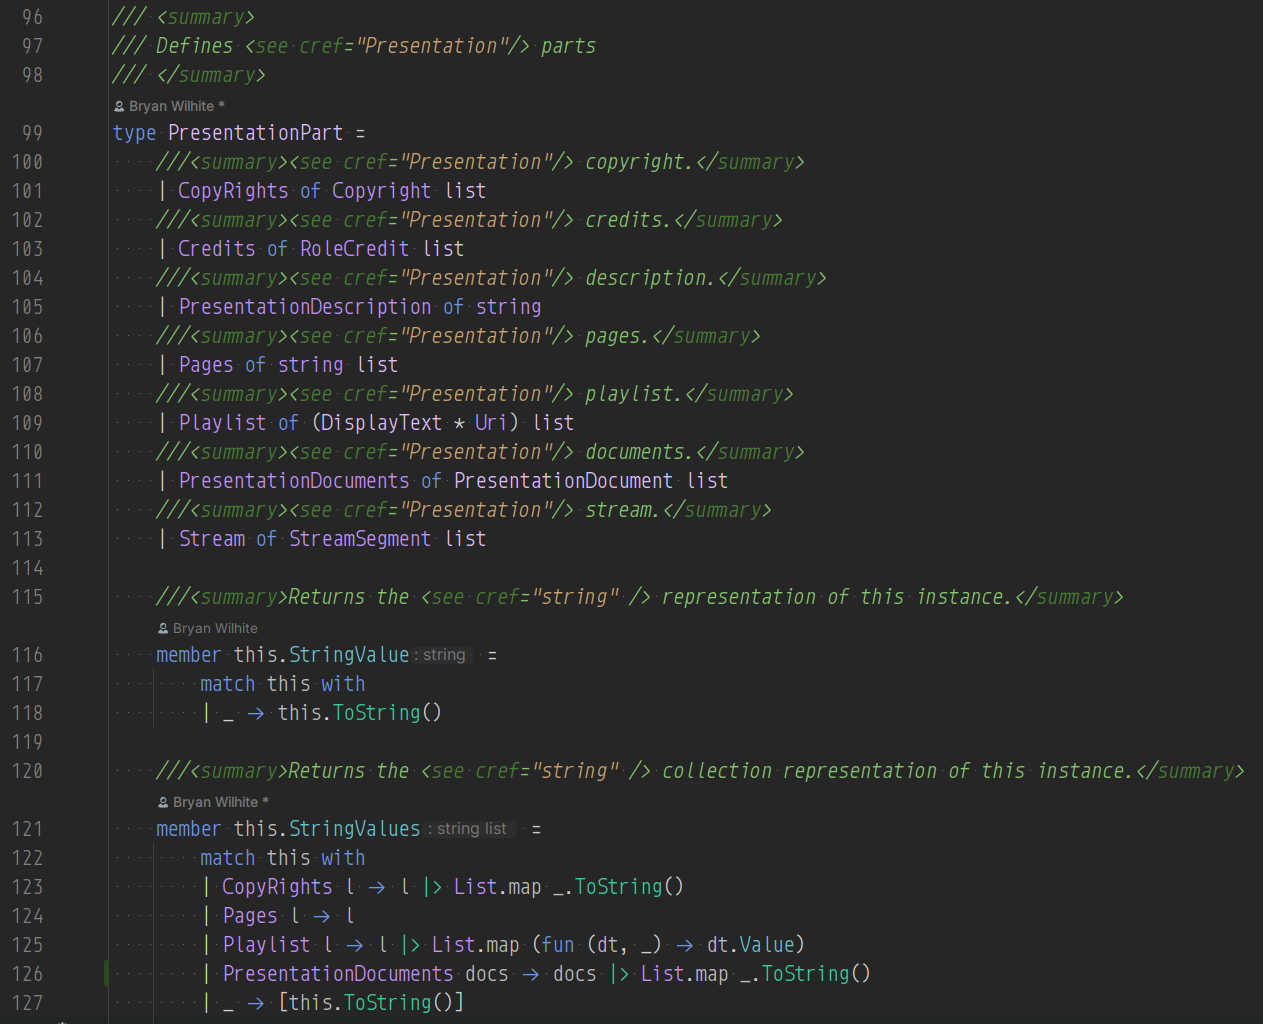 96 /// <summary>
97 /// Defines <see cref="Presentation"/> parts
98 /// </summary>
Bryan Wilhite *
99 type PresentationPart =
100 ///<summary><see cref="Presentation"/> copyright.</summary>
101 | CopyRights of Copyright list
102 ///<summary><see cref="Presentation"/> credits.</summary>
103 | Credits of RoleCredit list
104 ///<summary><see cref="Presentation"/> description.</summary>
105 | PresentationDescription of string
106 ///<summary><see cref="Presentation"/> pages.</summary>
107 | Pages of string list
108 ///<summary><see cref="Presentation"/> playlist.</summary>
109 | Playlist of (DisplayText * Uri) list
110 ///<summary><see cref="Presentation"/> documents.</summary>
111 | PresentationDocuments of PresentationDocument list
112 ///<summary><see cref="Presentation"/> stream.</summary>
113 | Stream of StreamSegment list
114
115 ///<summary>Returns the <see cref="string" /> representation of this instance.</summary>
Bryan Wilhite
116 member this.StringValue : string =
117 match this with
118 | _ → this.ToString()
119
120 ///<summary>Returns the <see cref="string" /> collection representation of this instance.</summary>
Bryan Wilhite *
121 member this.StringValues : string list =
122 match this with
123 | CopyRights l → l |> List.map _.ToString()
124 | Pages l → l
125 | Playlist l → l |> List.map (fun (dt, _) → dt.Value)
126 | PresentationDocuments docs → docs |> List.map _.ToString()
127 | _ → [this.ToString()]